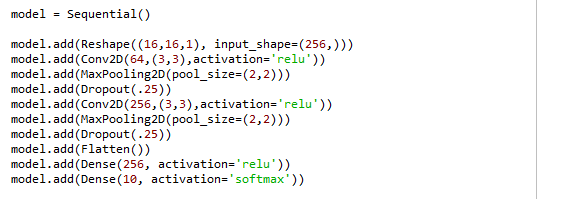 model = Sequential()
model.add(Reshape((16,16,1), input_shape=(256,)))
model.add(Conv2D(64,(3,3),activation='relu'))
model.add(MaxPooling2D(pool_size=(2,2)))
model.add(Dropout(.25))
model.add(Conv2D(256,(3,3),activation='relu'))
model.add(MaxPooling2D(pool_size=(2,2)))
model.add(Dropout(.25))
model.add(Flatten())
model.add(Dense(256, activation='relu'))
model.add(Dense(10, activation='softmax'))